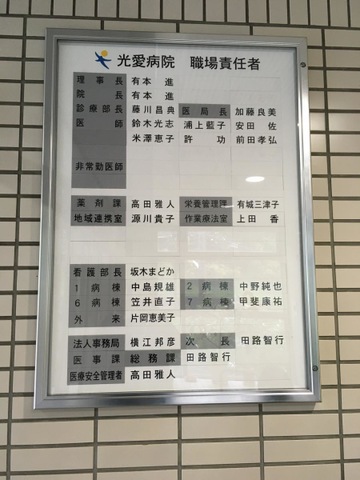 光愛病院 職場責任者
理事長 有本 進
院長 有本 進
診療部長 藤川昌典 医局長 加藤良美
医師 鈴木光志 浦上藍子 安田 佐
米澤恵子 許 功 前田孝弘
非常勤医師
薬剤課 高田雅人 栄養管理課 有城三津子
地域連携室 源川貴子 作業療法室 上田 香
看護部長 坂木まどか
1病棟 中島規雄 2病棟 中野純也
6病棟 笠井直子 7病棟 甲斐康祐
外来 片岡恵美子
法人事務局 横江邦彦 次長 田路智行
医事課 総務課 田路智行
医療安全管理者 高田雅人